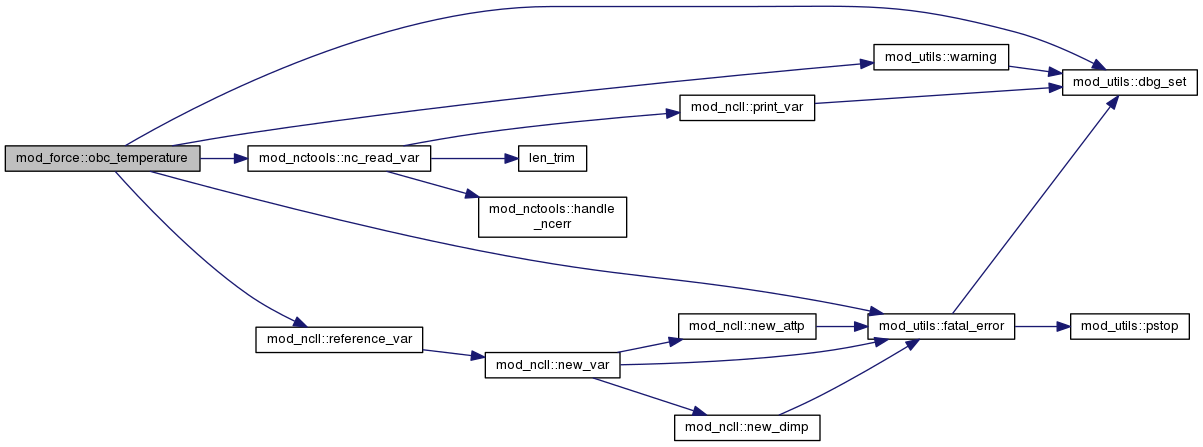 mod_utils::warning
mod_utils::dbg_set
mod_ncll::print_var
mod_force::obc_temperature
mod_nctools::nc_read_var
len_trim
mod_nctools::handle
_ncerr
mod_ncll::new_attp
mod_utils::fatal_error
mod_utils::pstop
mod_ncll::reference_var
mod_ncll::new_var
mod_ncll::new_dimp